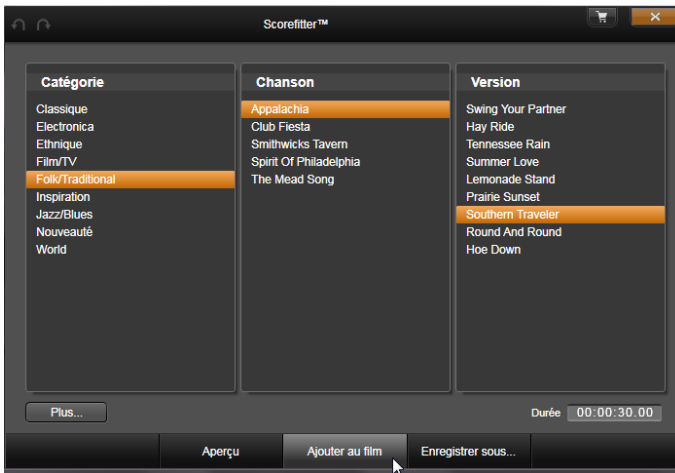 Scorefitter™
Catégorie
Classique
Electronica
Ethnique
Film/TV
Folk/Traditional
Inspiration
Jazz/Blues
Nouveauté
World
Chanson
Appalachia
Club Fiesta
Smithwicks Tavern
Spirit Of Philadelphia
The Mead Song
Version
Swing Your Partner
Hay Ride
Tennessee Rain
Summer Love
Lemonade Stand
Prairie Sunset
Southern Traveler
Round And Round
Hoe Down
Plus...
Durée 00:00:30.00
Aperçu
Ajouter au film
Enregistrer sous...